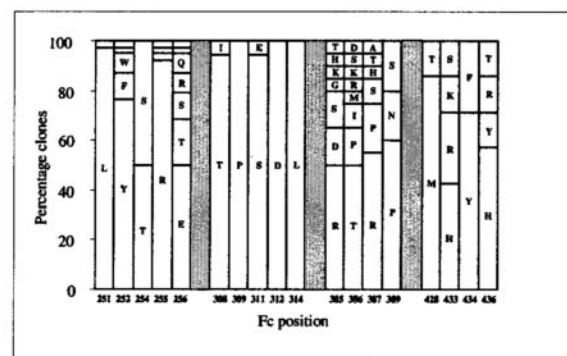 Percentage clones
100 I E T D A
W Q H S T S T S
K K H
F R G R S K F R
80 M
S S S I N
Y
60 T D P P R Y
L T P S D L
40 Y R M Y
T E R T R P H
20 H
0
251 252 254 255 256 308 309 311 312 314 385 386 387 389 428 433 434 436
Fc position